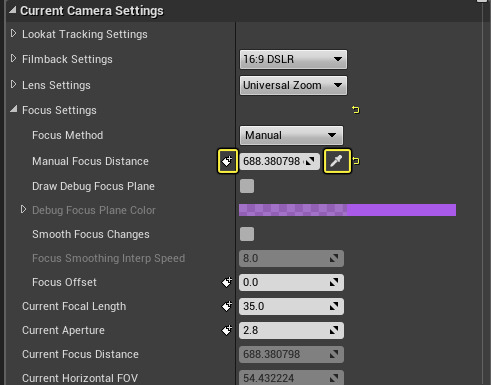 Current Camera Settings
Lookat Tracking Settings
Filmback Settings 16:9 DSLR
Lens Settings Universal Zoom
Focus Settings
Focus Method Manual
Manual Focus Distance 688.380798
Draw Debug Focus Plane
Debug Focus Plane Color
Smooth Focus Changes
Focus Smoothing Interp Speed 8.0
Focus Offset 0.0
Current Focal Length 35.0
Current Aperture 2.8
Current Focus Distance 688.380798
Current Horizontal FOV 54.432224